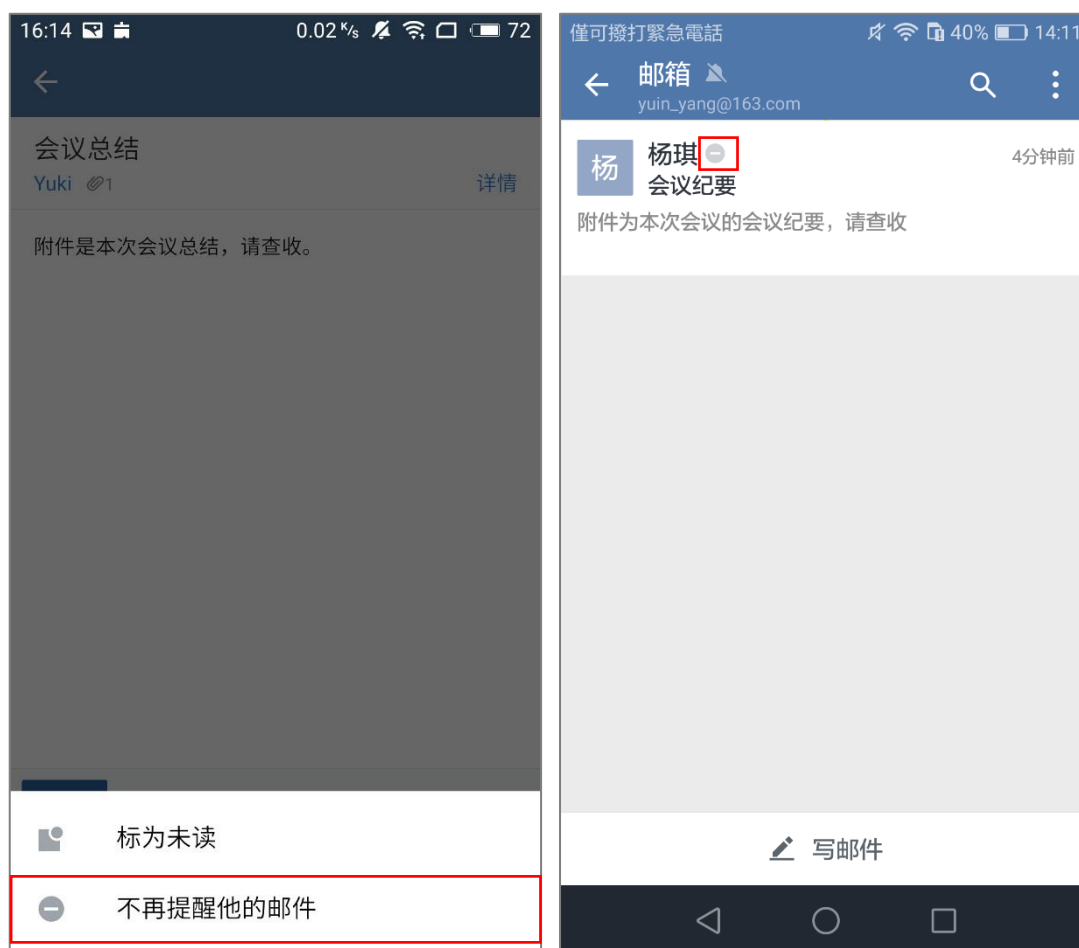 16:14 0.02 K/s 72
会议总结
Yuki 1 详情
附件是本次会议总结，请查收。
标为未读
不再提醒他的邮件
僅可撥打緊急電話 40% 14:11
邮箱
yuin_yang@163.com
杨 杨琪 4分钟前
会议纪要
附件为本次会议的会议纪要，请查收
写邮件